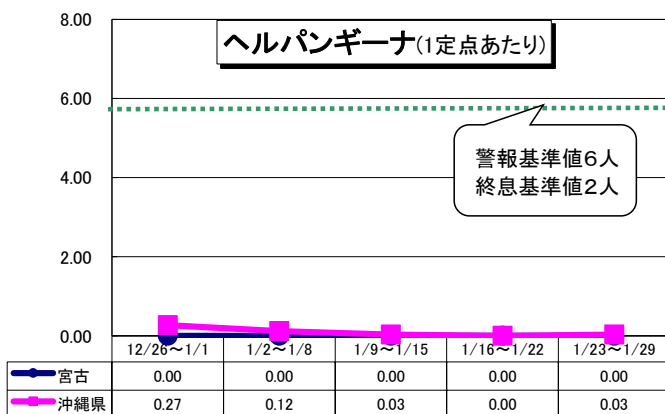 8.00
ヘルパンギーナ(1定点あたり)
6.00
警報基準値6人
終息基準値2人
4.00
2.00
0.00
12/26～1/1 1/2～1/8 1/9～1/15 1/16～1/22 1/23～1/29
宮古 0.00 0.00 0.00 0.00 0.00
沖縄県 0.27 0.12 0.03 0.00 0.03